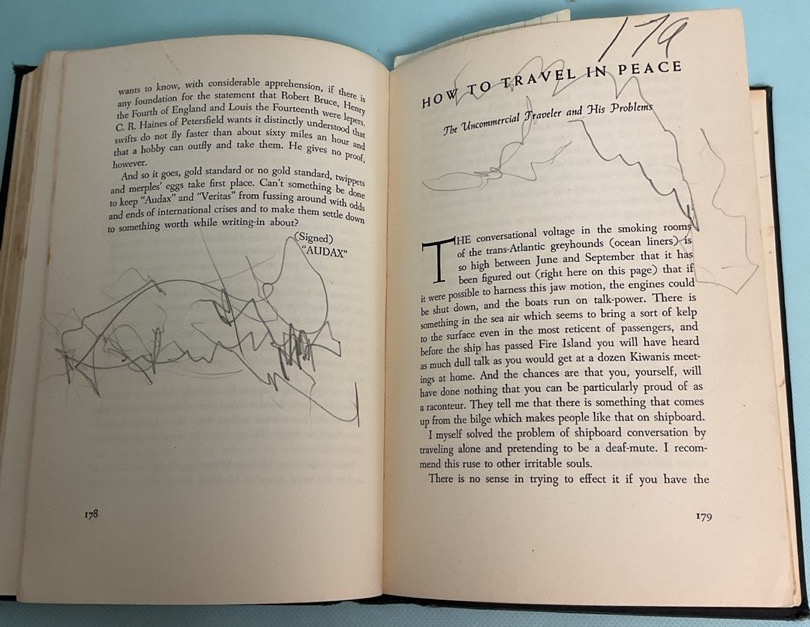 wants to know, with considerable apprehension, if there is
any foundation for the statement that Robert Bruce, Henry
the Fourth of England and Louis the Fourteenth were lepers.
C. R. Haines of Petersfield wants it distinctly understood that
swifts do not fly faster than about sixty miles an hour and
that a hobby can outfly and take them. He gives no proof,
however.
And so it goes, gold standard or no gold standard, twippets
and merples' eggs take first place. Can't something be done
to keep "Audax" and "Veritas" from fussing around with odds
and ends of international crises and to make them settle down
to something worth while writing-in about?
(Signed)
"AUDAX"
178
179
HOW TO TRAVEL IN PEACE
The Uncommercial Traveler and His Problems
THE conversational voltage in the smoking rooms
of the trans-Atlantic greyhounds (ocean liners) is
so high between June and September that it has
been figured out (right here on this page) that if
it were possible to harness this jaw motion, the engines could
be shut down, and the boats run on talk-power. There is
something in the sea air which seems to bring a sort of kelp
to the surface even in the most reticent of passengers, and
before the ship has passed Fire Island you will have heard
as much dull talk as you would get at a dozen Kiwanis meet-
ings at home. And the chances are that you, yourself, will
have done nothing that you can be particularly proud of as
a raconteur. They tell me that there is something that comes
up from the bilge which makes people like that on shipboard.
I myself solved the problem of shipboard conversation by
traveling alone and pretending to be a deaf-mute. I recom-
mend this ruse to other irritable souls.
There is no sense in trying to effect it if you have the
179